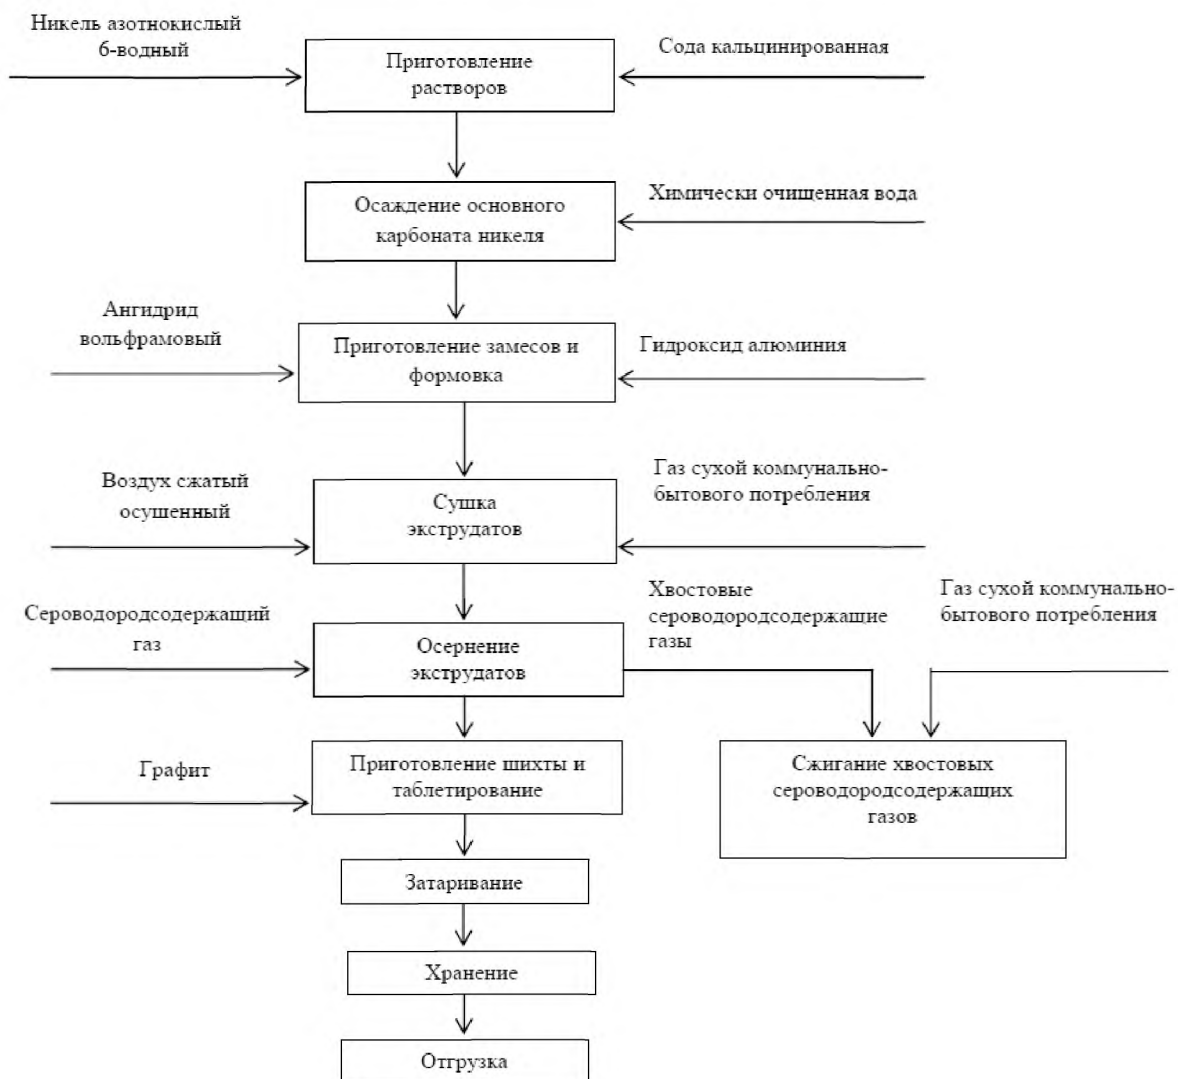 Никель азотнокислый
6-водный
Приготовление
растворов
Сода кальцинированная
Осаждение основного
карбоната никеля
Химически очищенная вода
Ангидрид
вольфрамовый
Приготовление замесов и
формовка
Гидроксид алюминия
Воздух сжатый
осушенный
Сушка
экструдатов
Газ сухой коммунально-
бытового потребления
Сероводородсодержащий
газ
Осернение
экструдатов
Хвостовые
сероводородсодержащие
газы
Газ сухой коммунально-
бытового потребления
Графит
Приготовление шихты и
таблетирование
Сжигание хвостовых
сероводородсодержащих
газов
Затаривание
Хранение
Отгрузка